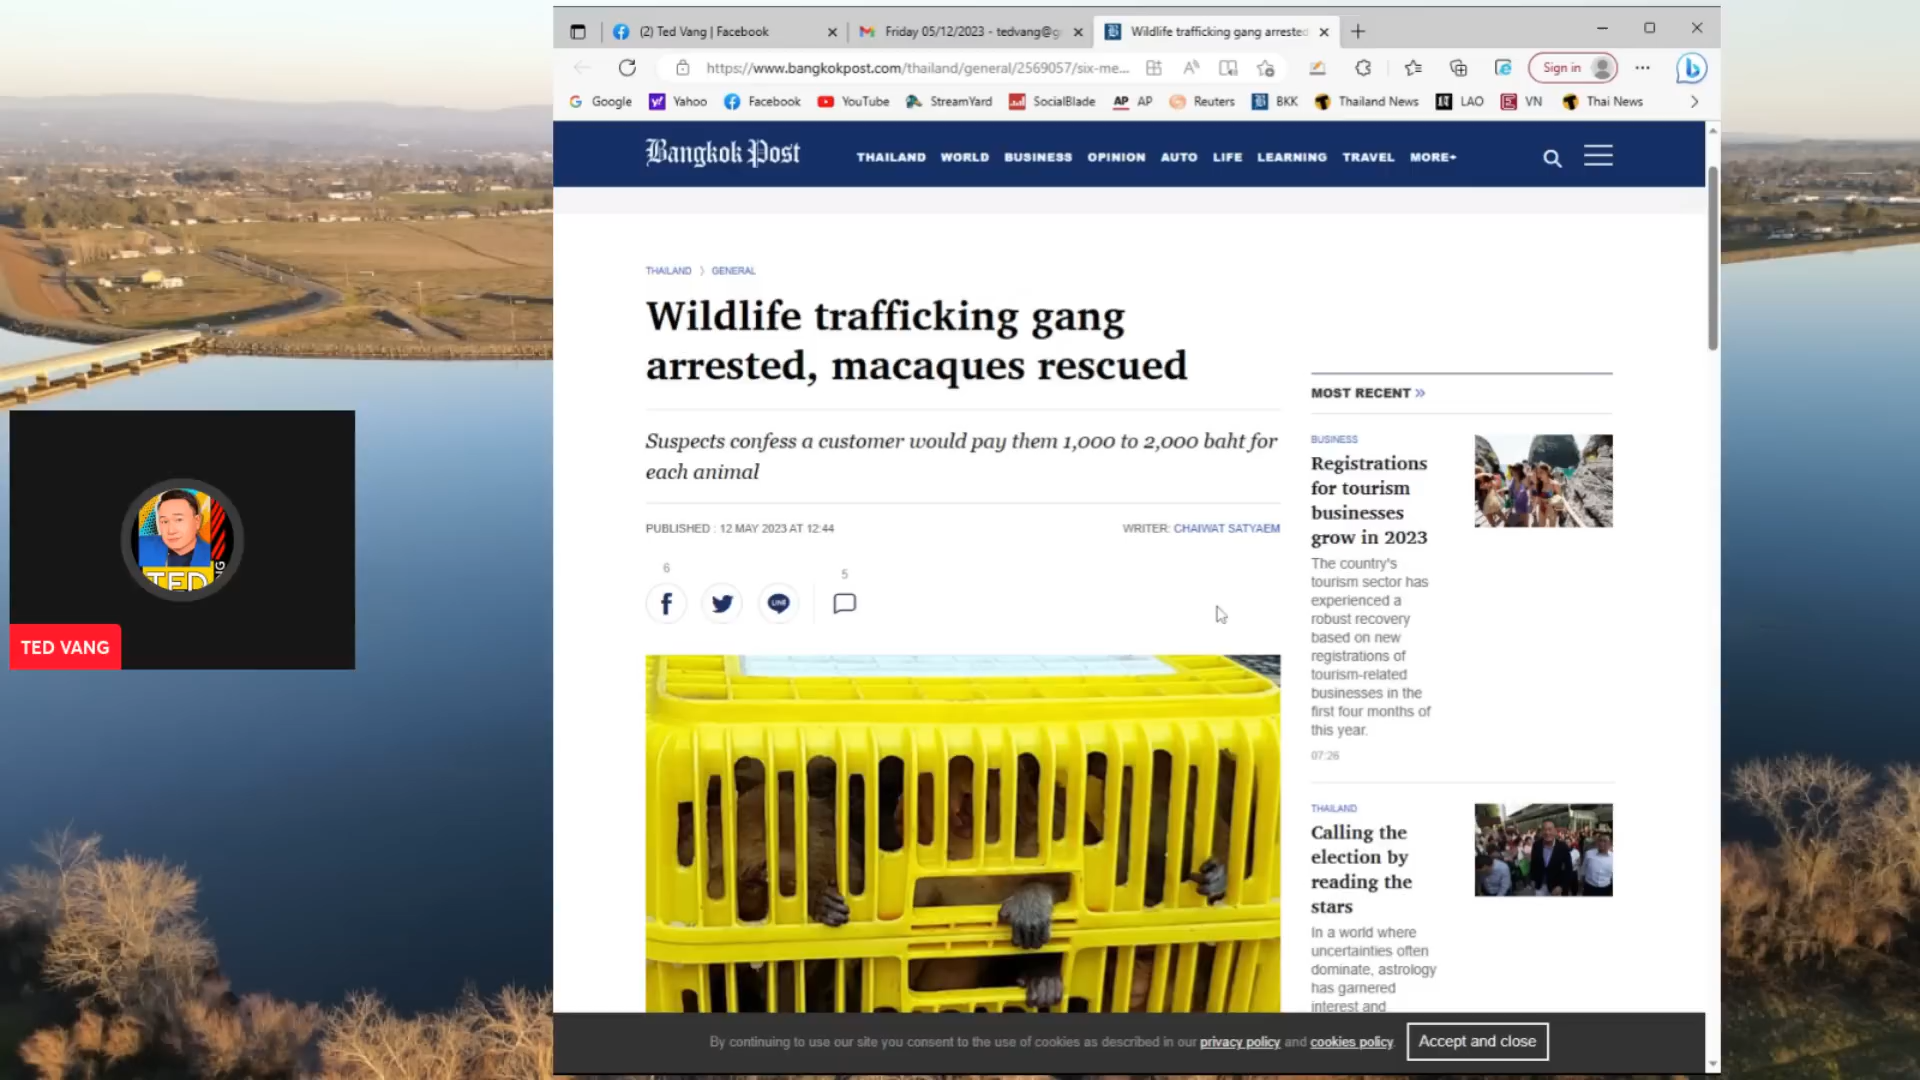 (2) Ted Vang | Facebook
Friday 05/12/2023 - tedvang@g
Wildlife trafficking gang arrested
https://www.bangkokpost.com/thailand/general/2569057/six-me...
Sign in
Google Yahoo Facebook YouTube StreamYard SocialBlade AP AP Reuters BKK Thailand News LAO VN Thai News
Bangkok Post
THAILAND WORLD BUSINESS OPINION AUTO LIFE LEARNING TRAVEL MORE+
THAILAND > GENERAL
Wildlife trafficking gang
arrested, macaques rescued
Suspects confess a customer would pay them 1,000 to 2,000 baht for
each animal
PUBLISHED : 12 MAY 2023 AT 12:44
WRITER: CHAIWAT SATYAEM
6
5
LINE
MOST RECENT »
BUSINESS
Registrations
for tourism
businesses
grow in 2023
The country's
tourism sector has
experienced a
robust recovery
based on new
registrations of
tourism-related
businesses in the
first four months of
this year.
07:26
THAILAND
Calling the
election by
reading the
stars
In a world where
uncertainties often
dominate, astrology
has garnered
interest and
By continuing to use our site you consent to the use of cookies as described in our privacy policy and cookies policy.
Accept and close
TED
TED VANG